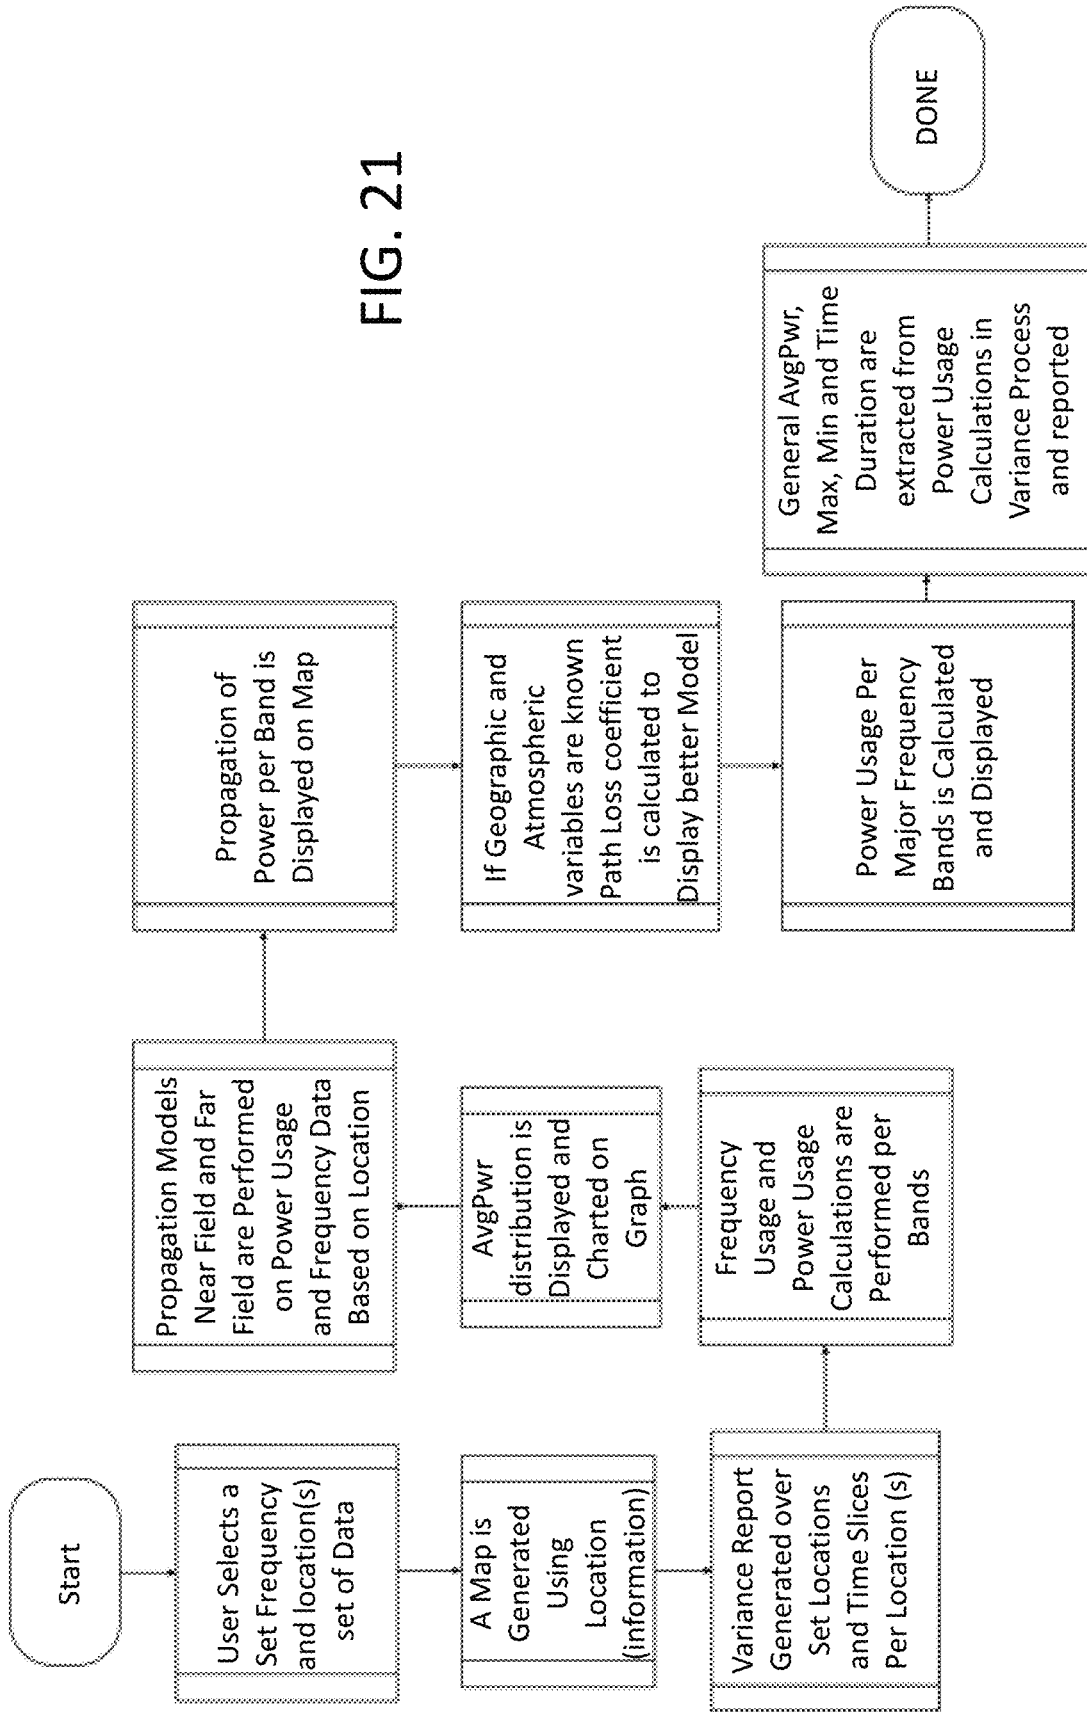 FIG. 21
Start
User Selects a
Set Frequency
and location(s)
set of Data
A Map is
Generated
Using
Location
(information)
Variance Report
Generated over
Set Locations
and Time Slices
Per Location (s)
Frequency
Usage and
Power Usage
Calculations are
Performed per
Bands
AvgPwr
distribution is
Displayed and
Charted on
Graph
Propagation Models
Near Field and Far
Field are Performed
on Power Usage
and Frequency Data
Based on Location
Propagation of
Power per Band is
Displayed on Map
If Geographic and
Atmospheric
variables are known
Path Loss coefficient
is calculated to
Display better Model
Power Usage Per
Major Frequency
Bands is Calculated
and Displayed
General AvgPwr,
Max, Min and Time
Duration are
extracted from
Power Usage
Calculations in
Variance Process
and reported
DONE